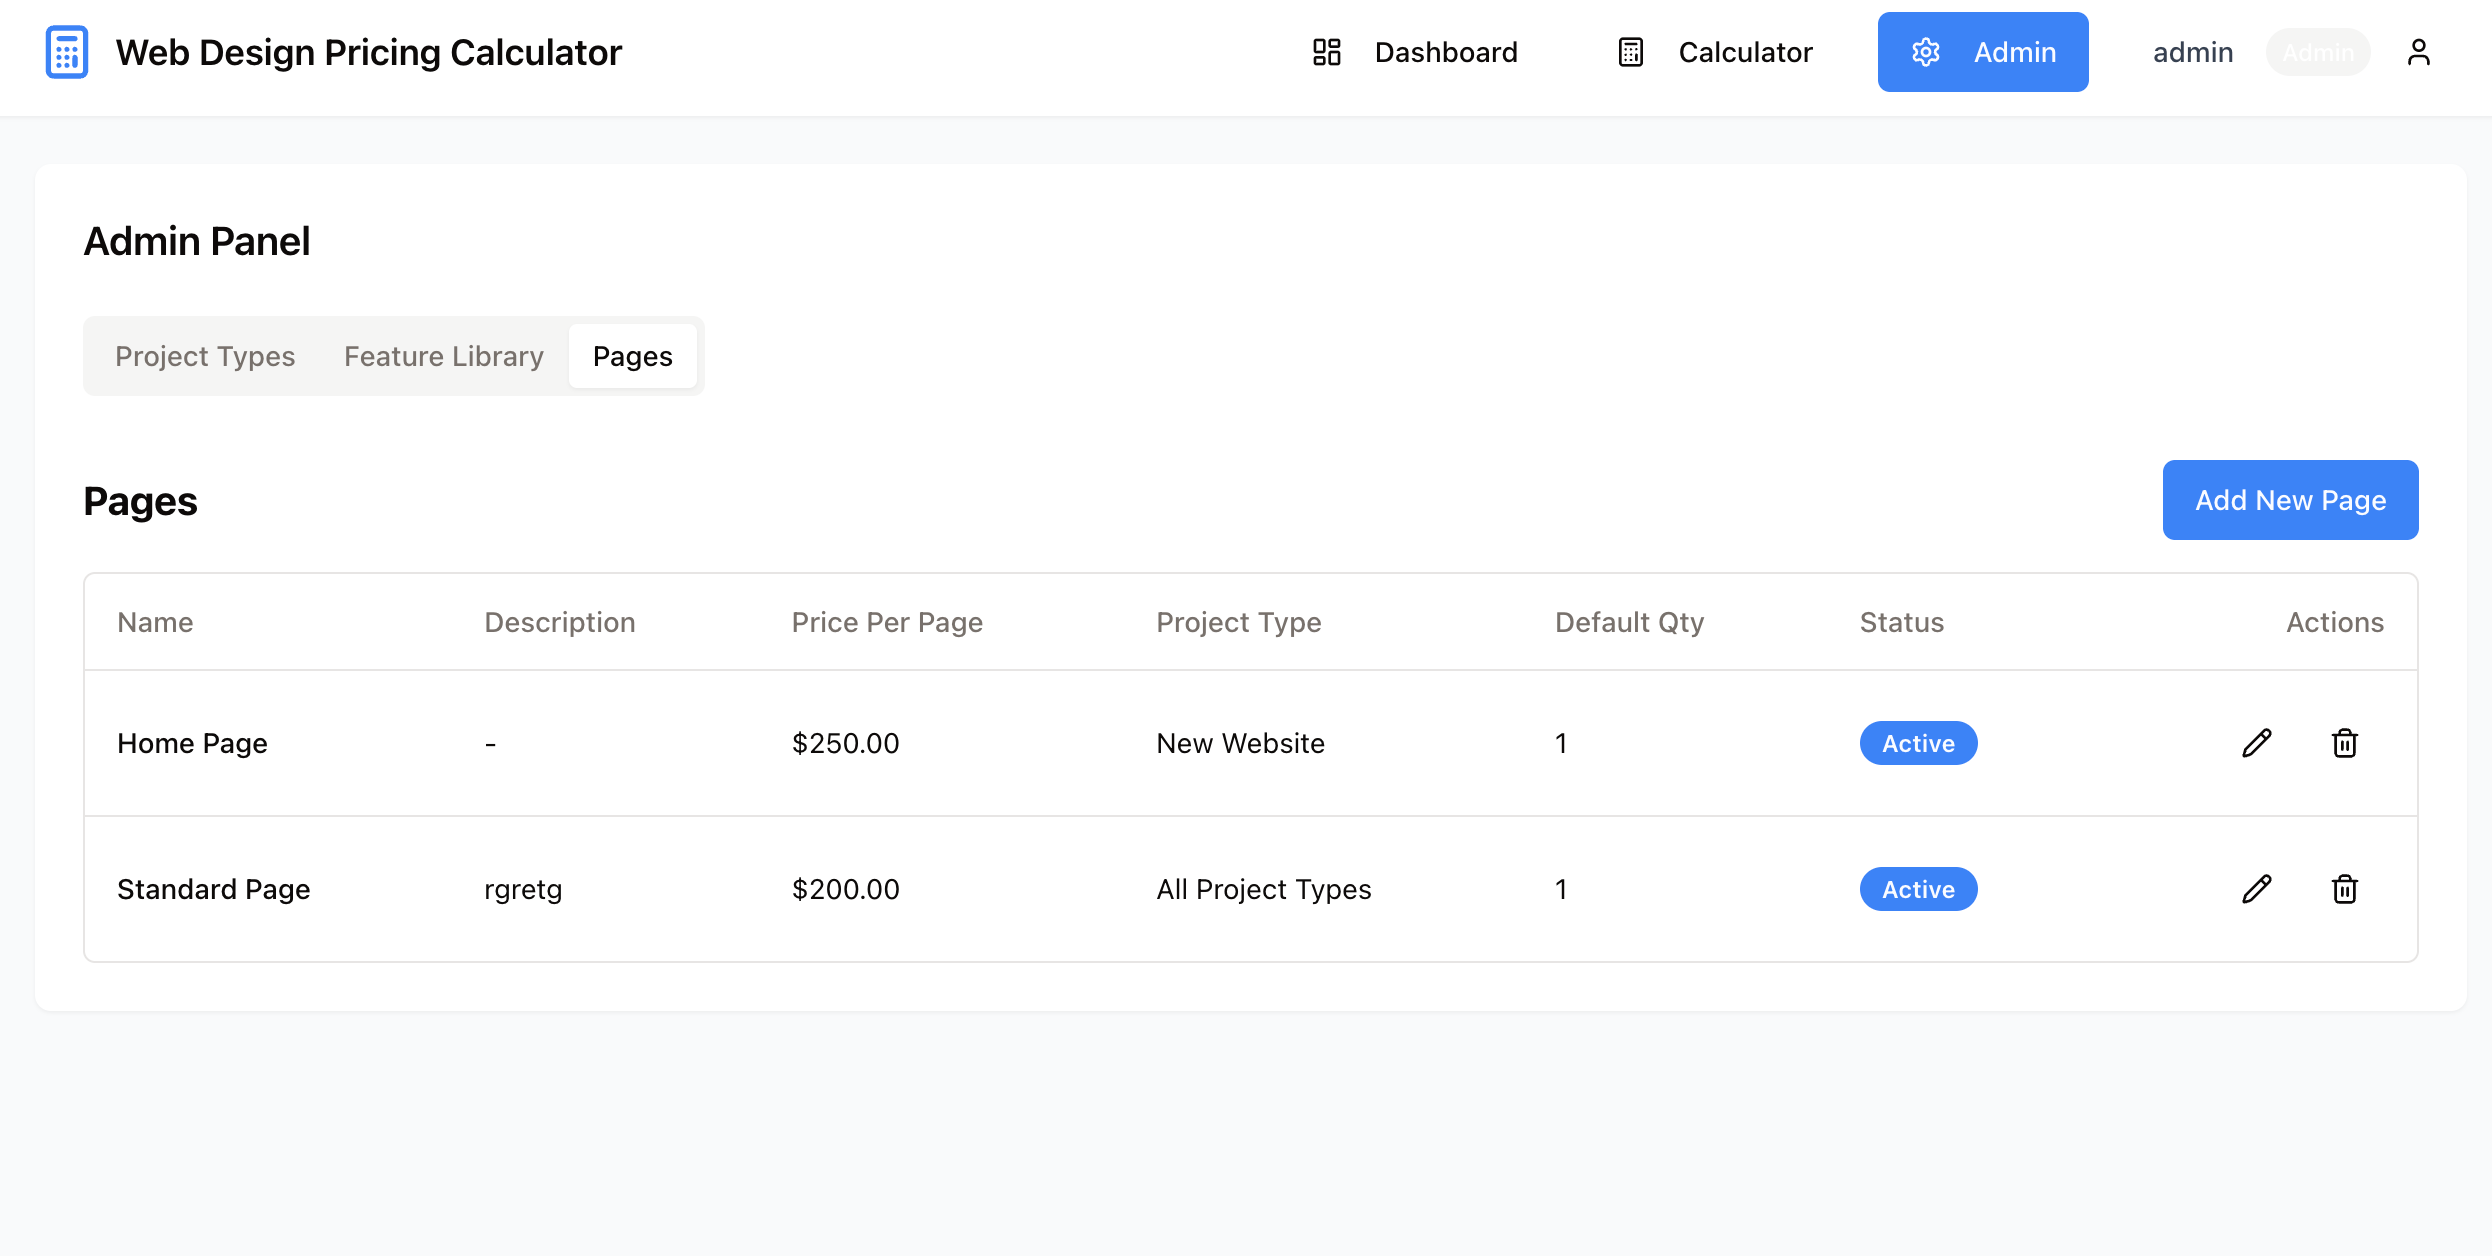 Web Design Pricing Calculator
Dashboard
Calculator
Admin
admin
Admin
Admin Panel
Project Types
Feature Library
Pages
Pages
Add New Page
Name Description Price Per Page Project Type Default Qty Status Actions
Home Page - $250.00 New Website 1 Active
Standard Page rgretg $200.00 All Project Types 1 Active